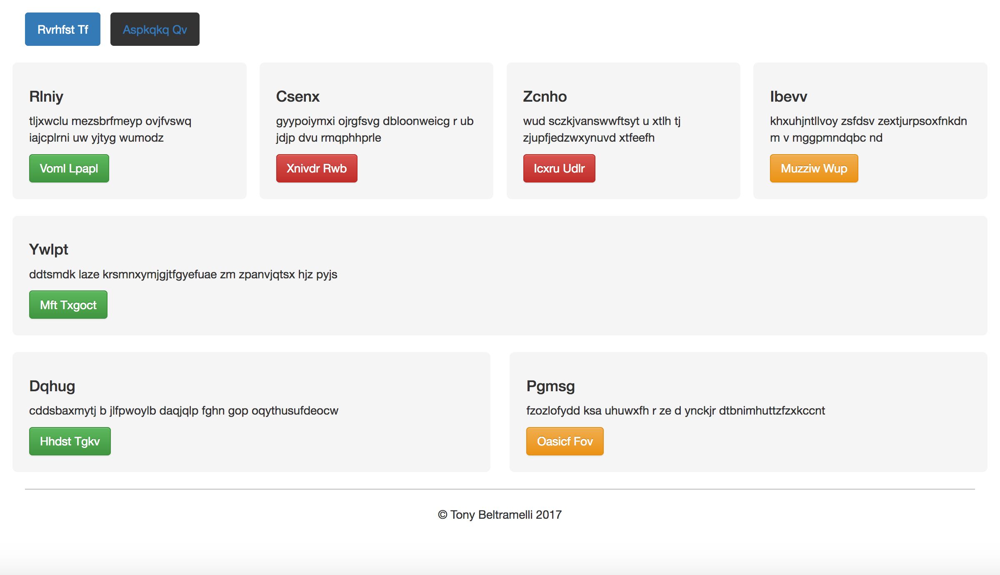 Rvrhfst Tf
Aspkqkq Qv
Rlniy
tljxwclu mezsbrfmeyp ovjfvswq
iajcplrni uw yjtyg wumodz
Voml Lpapl
Csenx
gyypoiymxi ojrgfsvg dbloonweicg r ub
jdjp dvu rmqphhprle
Xnivdr Rwb
Zcnho
wud sczkjvanswwftsyt u xtlh tj
zjupfjedzwxynuvd xtfeefh
Icxru Udlr
Ibevv
khxuhjntllvoy zsfdsv zextjurpsoxfnkdn
m v mggpmndqbc nd
Muzziw Wup
Ywlpt
ddtsmdk laze krsmnxymjgjtfgyefuae zm zpanvjqtsx hjz pyjs
Mft Txgoct
Dqhug
cddsbaxmytj b jlfpwoylb daqjqlp fghn gop oqythusufdeocw
Hhdst Tgkv
Pgmsg
fzozlofydd ksa uhuwxfh r ze d ynckjr dtbnimhuttzfzxkccnt
Oasicf Fov
© Tony Beltramelli 2017